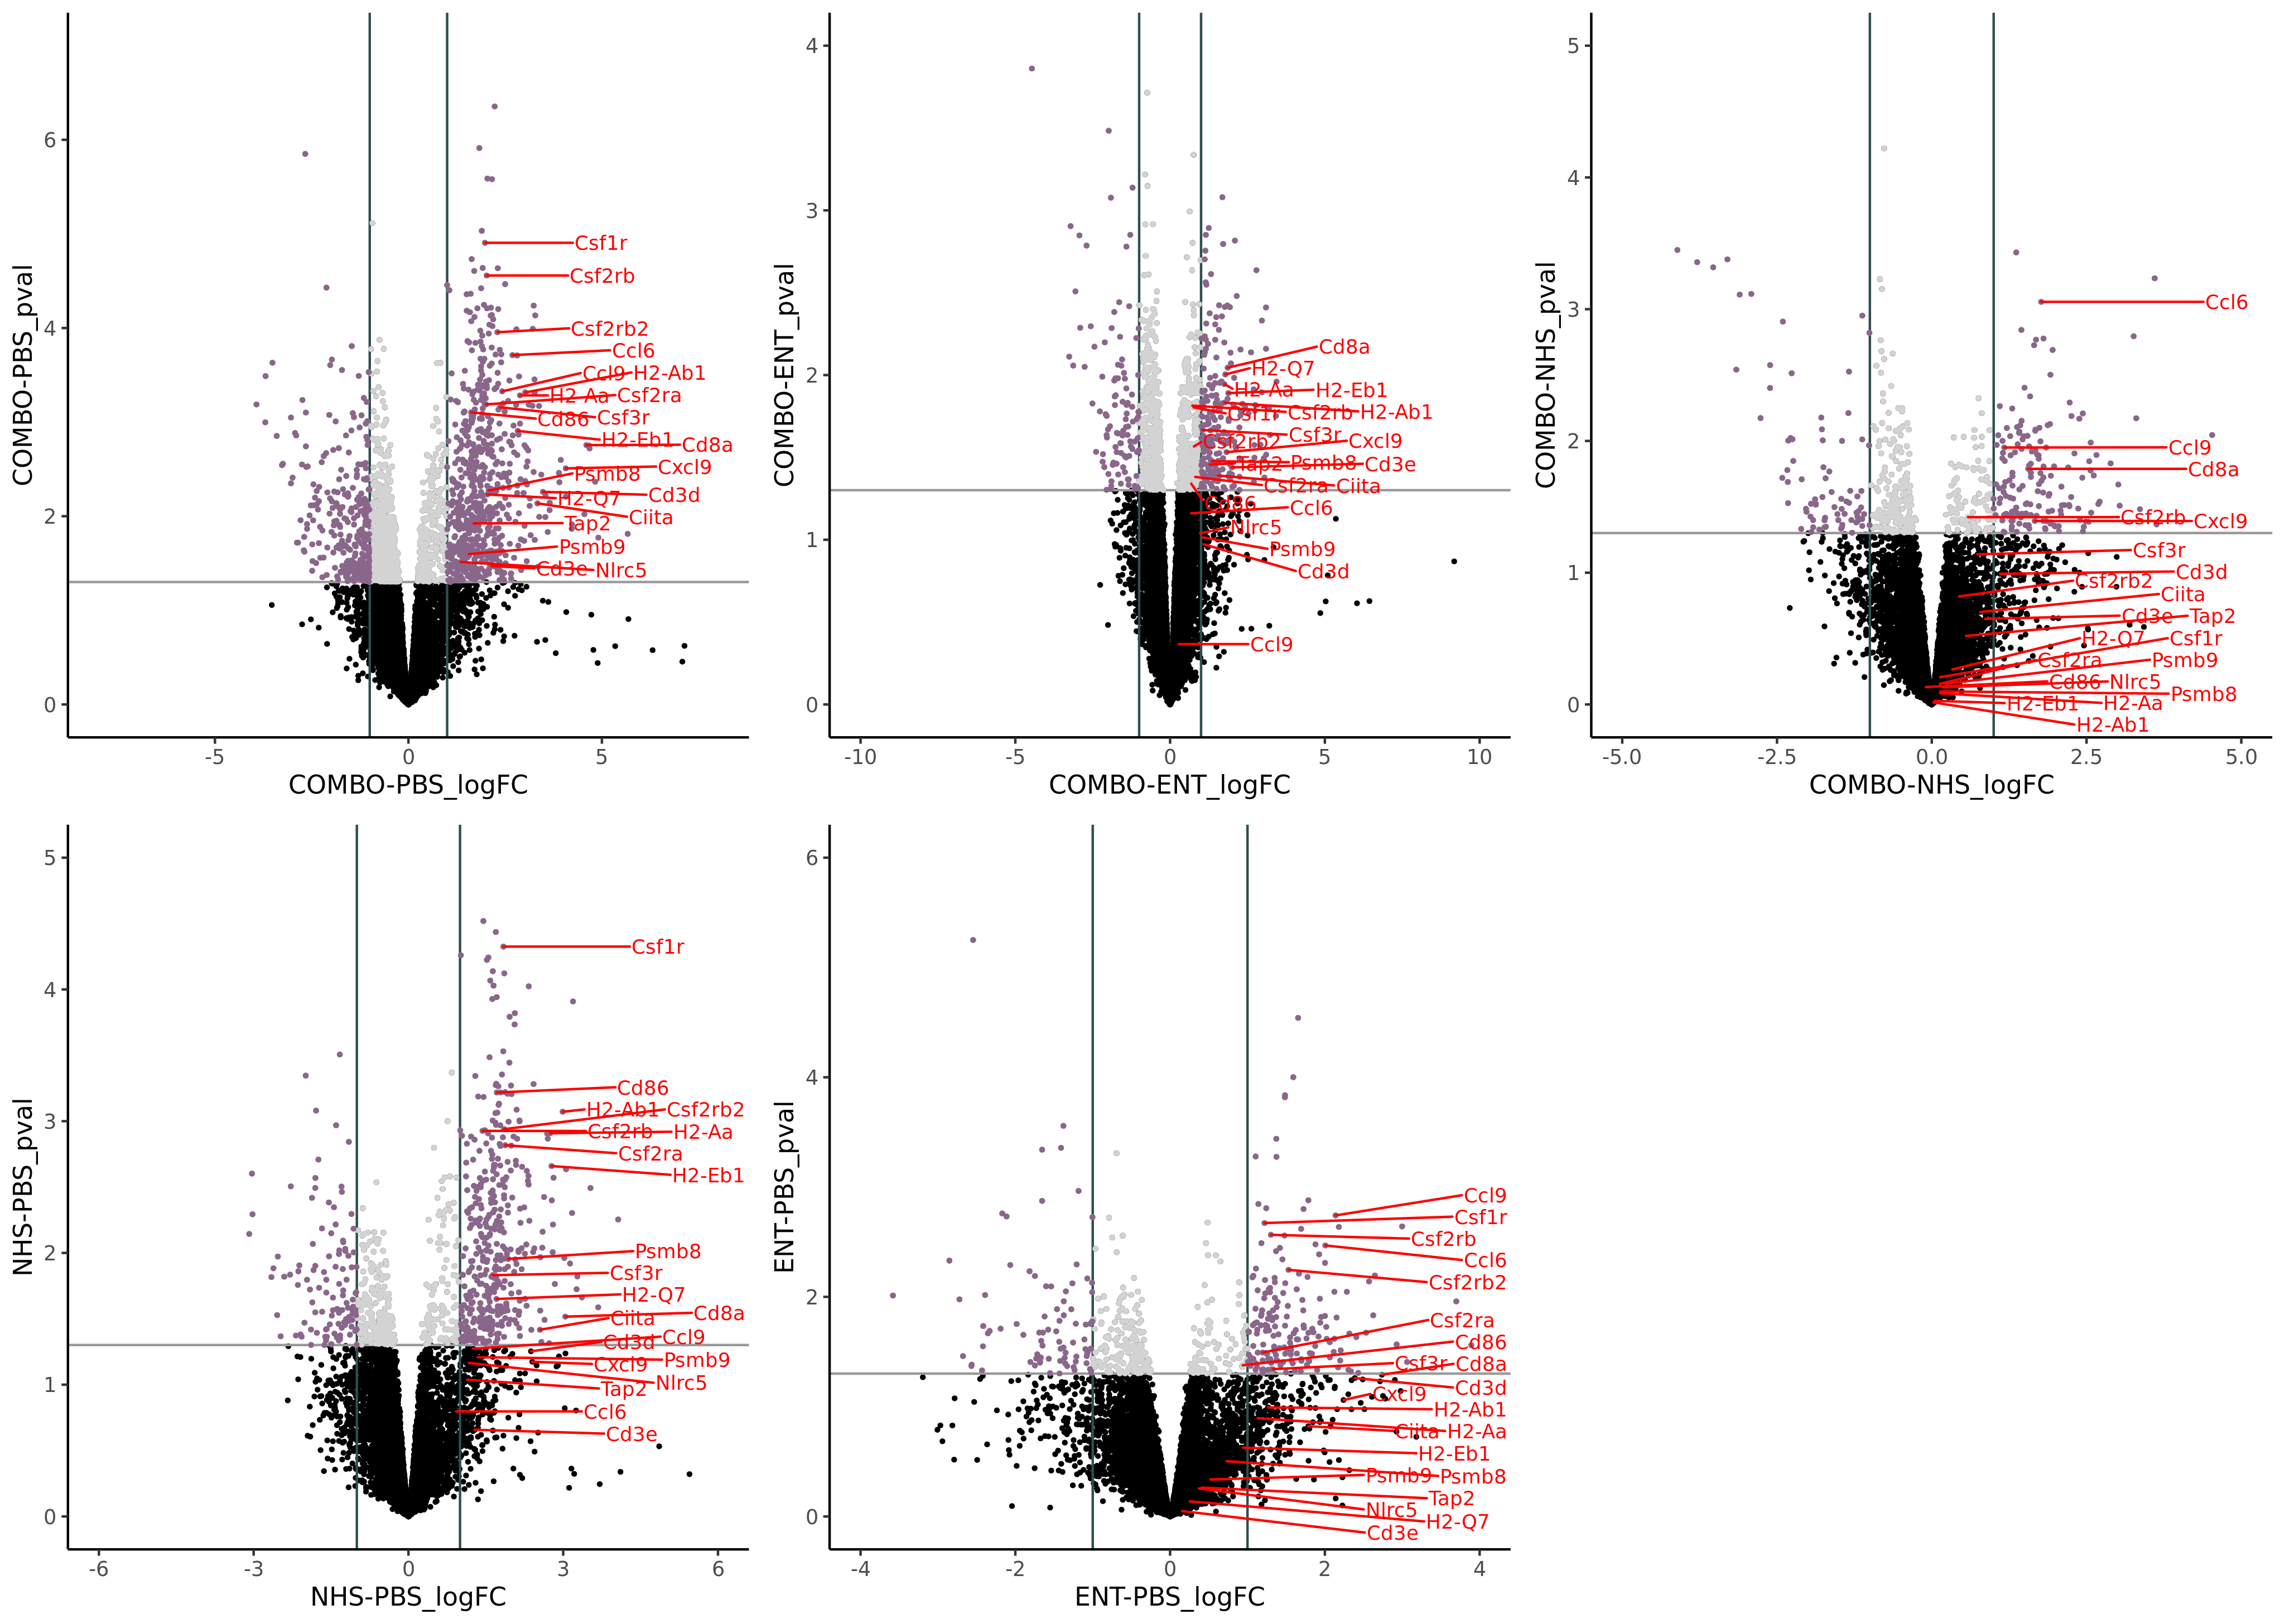 COMBO-PBS_pval
6
4
2
0
Csf1r
Csf2rb
Csf2rb2
Ccl6
Ccl9 H2-Ab1
H2-Aa Csf2ra
Cd86 Csf3r
H2-Eb1 Cd8a
Cxcl9
Psmb8
H2-Q7 Cd3d
Ciita
Tap2
Psmb9
Cd3e Nlrc5
-5 0 5
COMBO-PBS_logFC
COMBO-ENT_pval
4
3
2
1
0
Cd8a
H2-Q7
H2-Aa H2-Eb1
Csf1r Csf2rb H2-Ab1
Csf3r
Csf2rb2 Cxcl9
Tap2 Psmb8 Cd3e
Csf2ra Ciita
Cd86 Ccl6
Nlrc5
Psmb9
Cd3d
Ccl9
-10 -5 0 5 10
COMBO-ENT_logFC
COMBO-NHS_pval
5
4
3
2
1
0
Ccl6
Ccl9
Cd8a
Csf2rb Cxcl9
Csf3r
Cd3d
Csf2rb2
Ciita
Cd3e Tap2
H2-Q7 Csf1r
Csf2ra Psmb9
Cd86 Nlrc5
Psmb8
H2-Eb1 H2-Aa
H2-Ab1
-5.0 -2.5 0.0 2.5 5.0
COMBO-NHS_logFC
NHS-PBS_pval
5
4
3
2
1
0
Csf1r
Cd86
H2-Ab1 Csf2rb2
Csf2rb H2-Aa
Csf2ra
H2-Eb1
Psmb8
Csf3r
H2-Q7
Ciita Cd8a
Cd3d Ccl9
Cxcl9 Psmb9
Nlrc5
Tap2
Ccl6
Cd3e
-6 -3 0 3 6
NHS-PBS_logFC
ENT-PBS_pval
6
4
2
0
Ccl9
Csf1r
Csf2rb
Ccl6
Csf2rb2
Csf2ra
Cd86
Csf3r Cd8a
Cd3d
Cxcl9
H2-Ab1
Ciita H2-Aa
H2-Eb1
Psmb9 Psmb8
Tap2
Nlrc5
H2-Q7
Cd3e
-4 -2 0 2 4
ENT-PBS_logFC